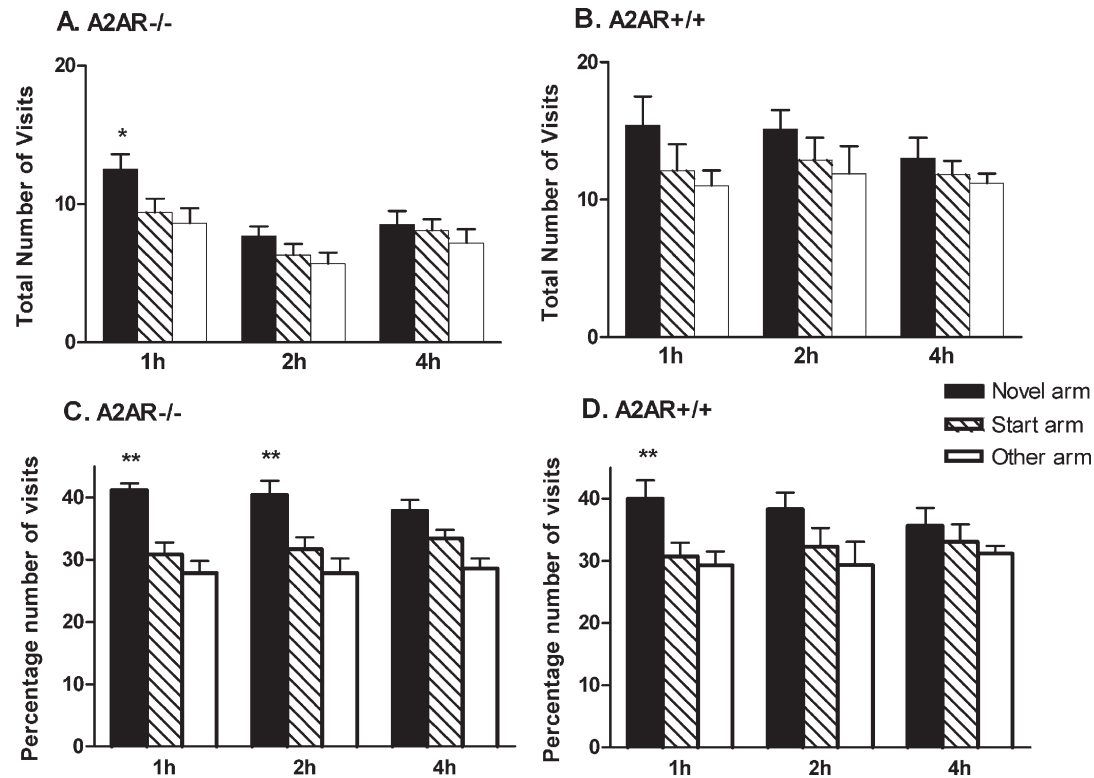 A. A2AR-/-
Total Number of Visits
20
10
0
*
1h 2h 4h
B. A2AR+/+
Total Number of Visits
20
10
0
1h 2h 4h
C. A2AR-/-
Percentage number of visits
40
30
20
10
0
** **
1h 2h 4h
D. A2AR+/+
Percentage number of visits
40
30
20
10
0
**
1h 2h 4h
Novel arm
Start arm
Other arm